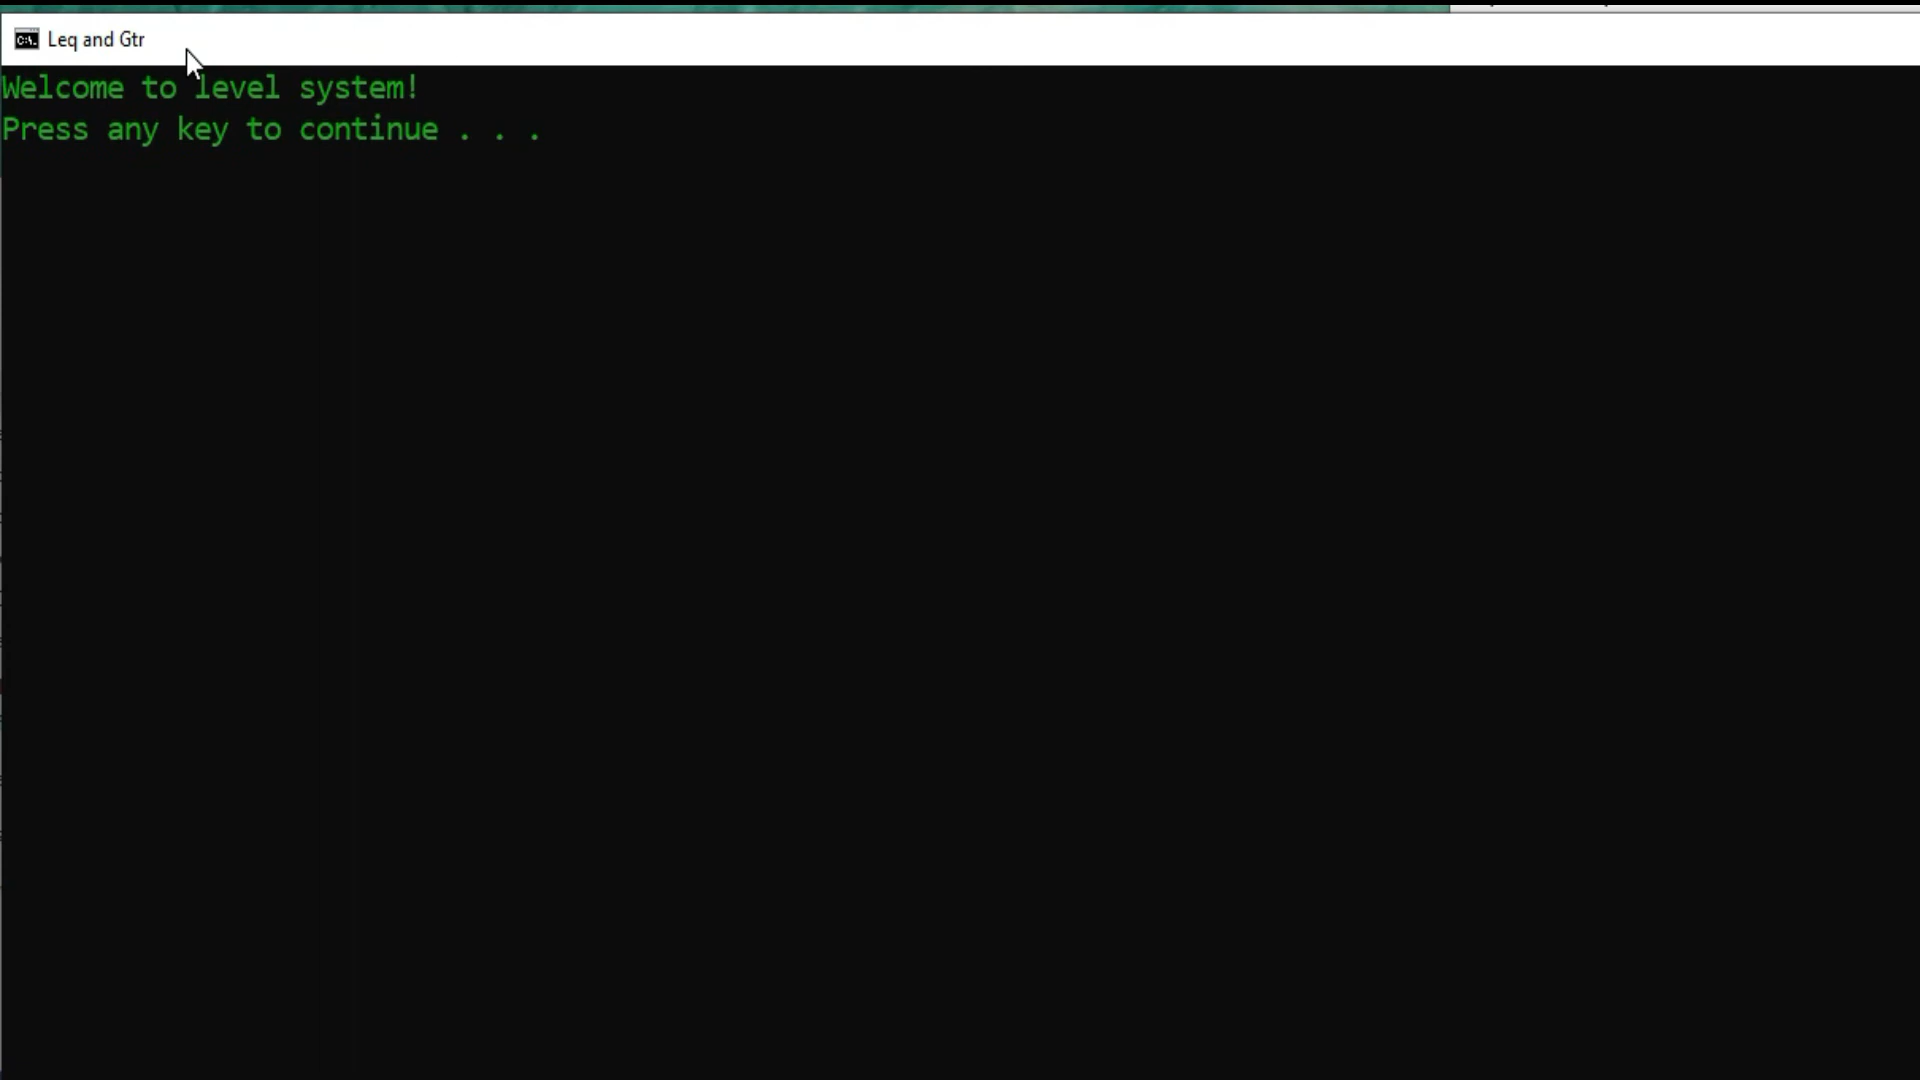 Leq and Gtr
Welcome to level system!
Press any key to continue . . .